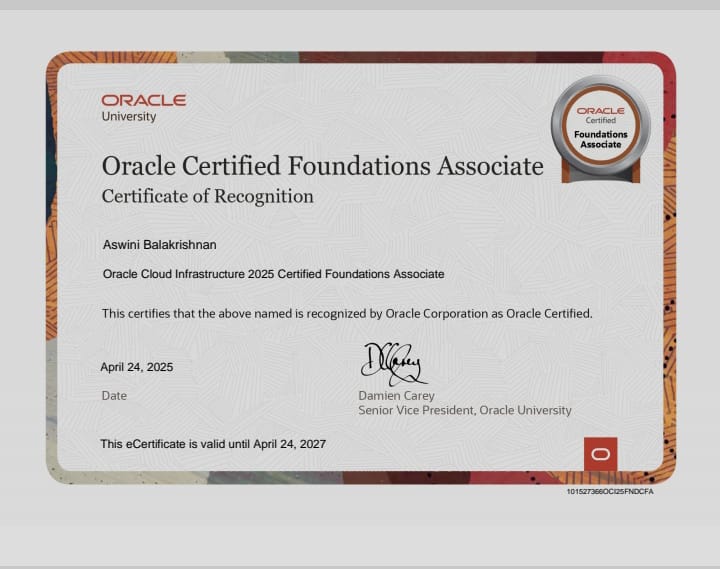 ORACLE
University
ORACLE
Certified
Foundations
Associate
Oracle Certified Foundations Associate
Certificate of Recognition
Aswini Balakrishnan
Oracle Cloud Infrastructure 2025 Certified Foundations Associate
This certifies that the above named is recognized by Oracle Corporation as Oracle Certified.
April 24, 2025
Date
DCarey
Damien Carey
Senior Vice President, Oracle University
This eCertificate is valid until April 24, 2027
101527366OCI25FNDCFA